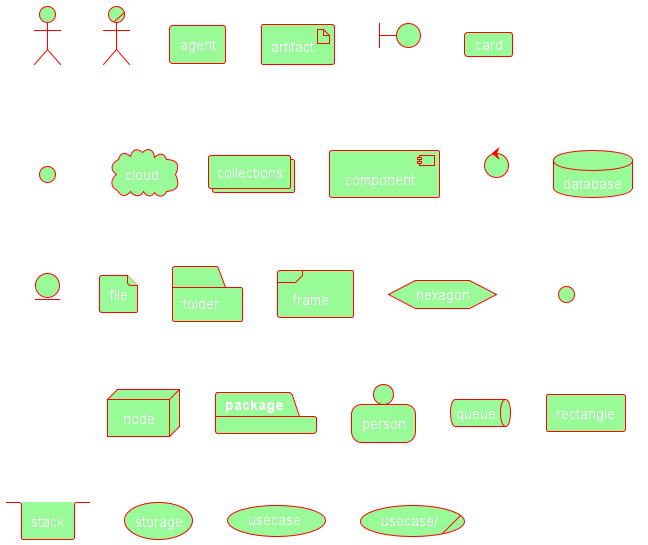 agent
artifact
card
cloud
collections
component
database
file
folder
frame
hexagon
node
package
person
queue
rectangle
stack
storage
usecase
usecase/